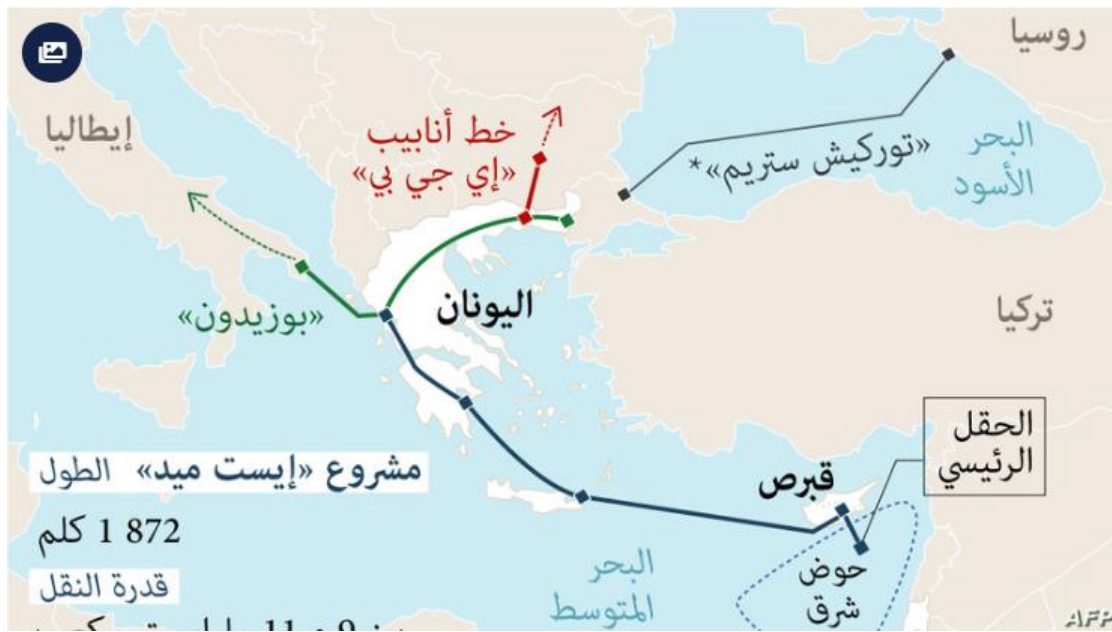 روسيا
البحر
الأسود
«توركيش ستريم»*
خط أنابيب
«إي جي بي»
إيطاليا
اليونان
«بوزيدون»
تركيا
الحقل
الرئيسي
قبرص
حوض
شرق
البحر
المتوسط
مشروع «إيست ميد» الطول
1 872 كلم
قدرة النقل
AFP